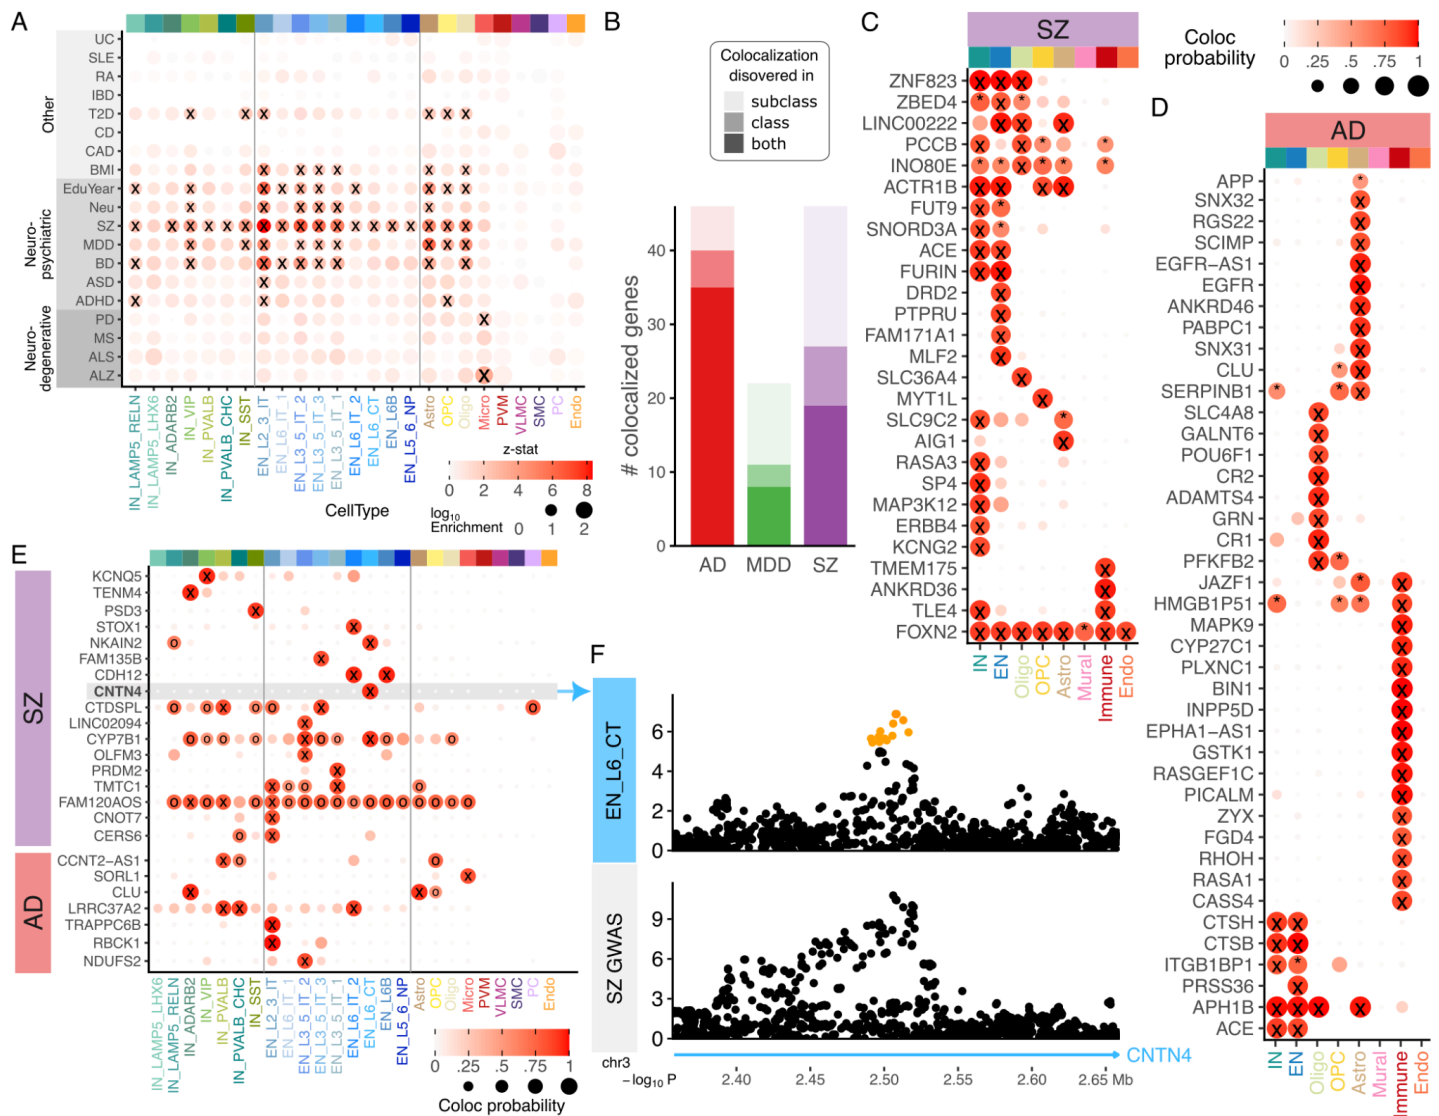 A
UC
SLE
RA
IBD
T2D
CD
CAD
BMI
EduYear
Neu
SZ
MDD
BD
ASD
ADHD
PD
MS
ALS
ALZ
Other
Neuro-
psychiatric
Neuro-
degenerative
IN_LAMP5_RELN
IN_LAMP5_LHX6
IN_ADARB2
IN_VIP
IN_PVALB
IN_PVALB_CHC
IN_SST
EN_L2_3_IT
EN_L6_IT_1
EN_L3_5_IT_2
EN_L3_5_IT_3
EN_L3_5_IT_1
EN_L6_IT_2
EN_L6_CT
EN_L6B
EN_L5_6_NP
Astro
OPC
Oligo
Micro
PVM
VLMC
SMC
PC
Endo
CellType
z-stat
0 2 4 6 8
log10
Enrichment 0 1 2
B
Colocalization
disovered in
subclass
class
both
# colocalized genes
40
30
20
10
0
AD MDD SZ
C
SZ
ZNF823
ZBED4
LINC00222
PCCB
INO80E
ACTR1B
FUT9
SNORD3A
ACE
FURIN
DRD2
PTPRU
FAM171A1
MLF2
SLC36A4
MYT1L
SLC9C2
AIG1
RASA3
SP4
MAP3K12
ERBB4
KCNG2
TMEM175
ANKRD36
TLE4
FOXN2
IN
EN
Oligo
OPC
Astro
Mural
Immune
Endo
Coloc
probability
0 .25 .75 1
.25 .5 .75 1
D
AD
APP
SNX32
RGS22
SCIMP
EGFR−AS1
EGFR
ANKRD46
PABPC1
SNX31
CLU
SERPINB1
SLC4A8
GALNT6
POU6F1
CR2
ADAMTS4
GRN
CR1
PFKFB2
JAZF1
HMGB1P51
MAPK9
CYP27C1
PLXNC1
BIN1
INPP5D
EPHA1−AS1
GSTK1
RASGEF1C
PICALM
ZYX
FGD4
RHOH
RASA1
CASS4
CTSH
CTSB
ITGB1BP1
PRSS36
APH1B
ACE
IN
EN
Oligo
OPC
Astro
Mural
Immune
Endo
E
SZ
KCNQ5
TENM4
PSD3
STOX1
NKAIN2
FAM135B
CDH12
CNTN4
CTDSPL
LINC02094
CYP7B1
OLFM3
PRDM2
TMTC1
FAM120AOS
CNOT7
CERS6
AD
CCNT2−AS1
SORL1
CLU
LRRC37A2
TRAPPC6B
RBCK1
NDUFS2
IN_LAMP5_LHX6
IN_LAMP5_RELN
IN_ADARB2
IN_VIP
IN_PVALB
IN_PVALB_CHC
IN_SST
EN_L2_3_IT
EN_L6_IT_1
EN_L3_5_IT_2
EN_L3_5_IT_3
EN_L3_5_IT_1
EN_L6_IT_2
EN_L6_CT
EN_L6B
EN_L5_6_NP
Astro
OPC
Oligo
Micro
PVM
VLMC
SMC
PC
Endo
0 .25 .5 .75 1
.25 .5 .75 1
Coloc probability
F
EN_L6_CT
6
4
2
0
SZ GWAS
9
6
3
0
chr3
−log10 P
CNTN4
2.40 2.45 2.50 2.55 2.60 2.65 Mb